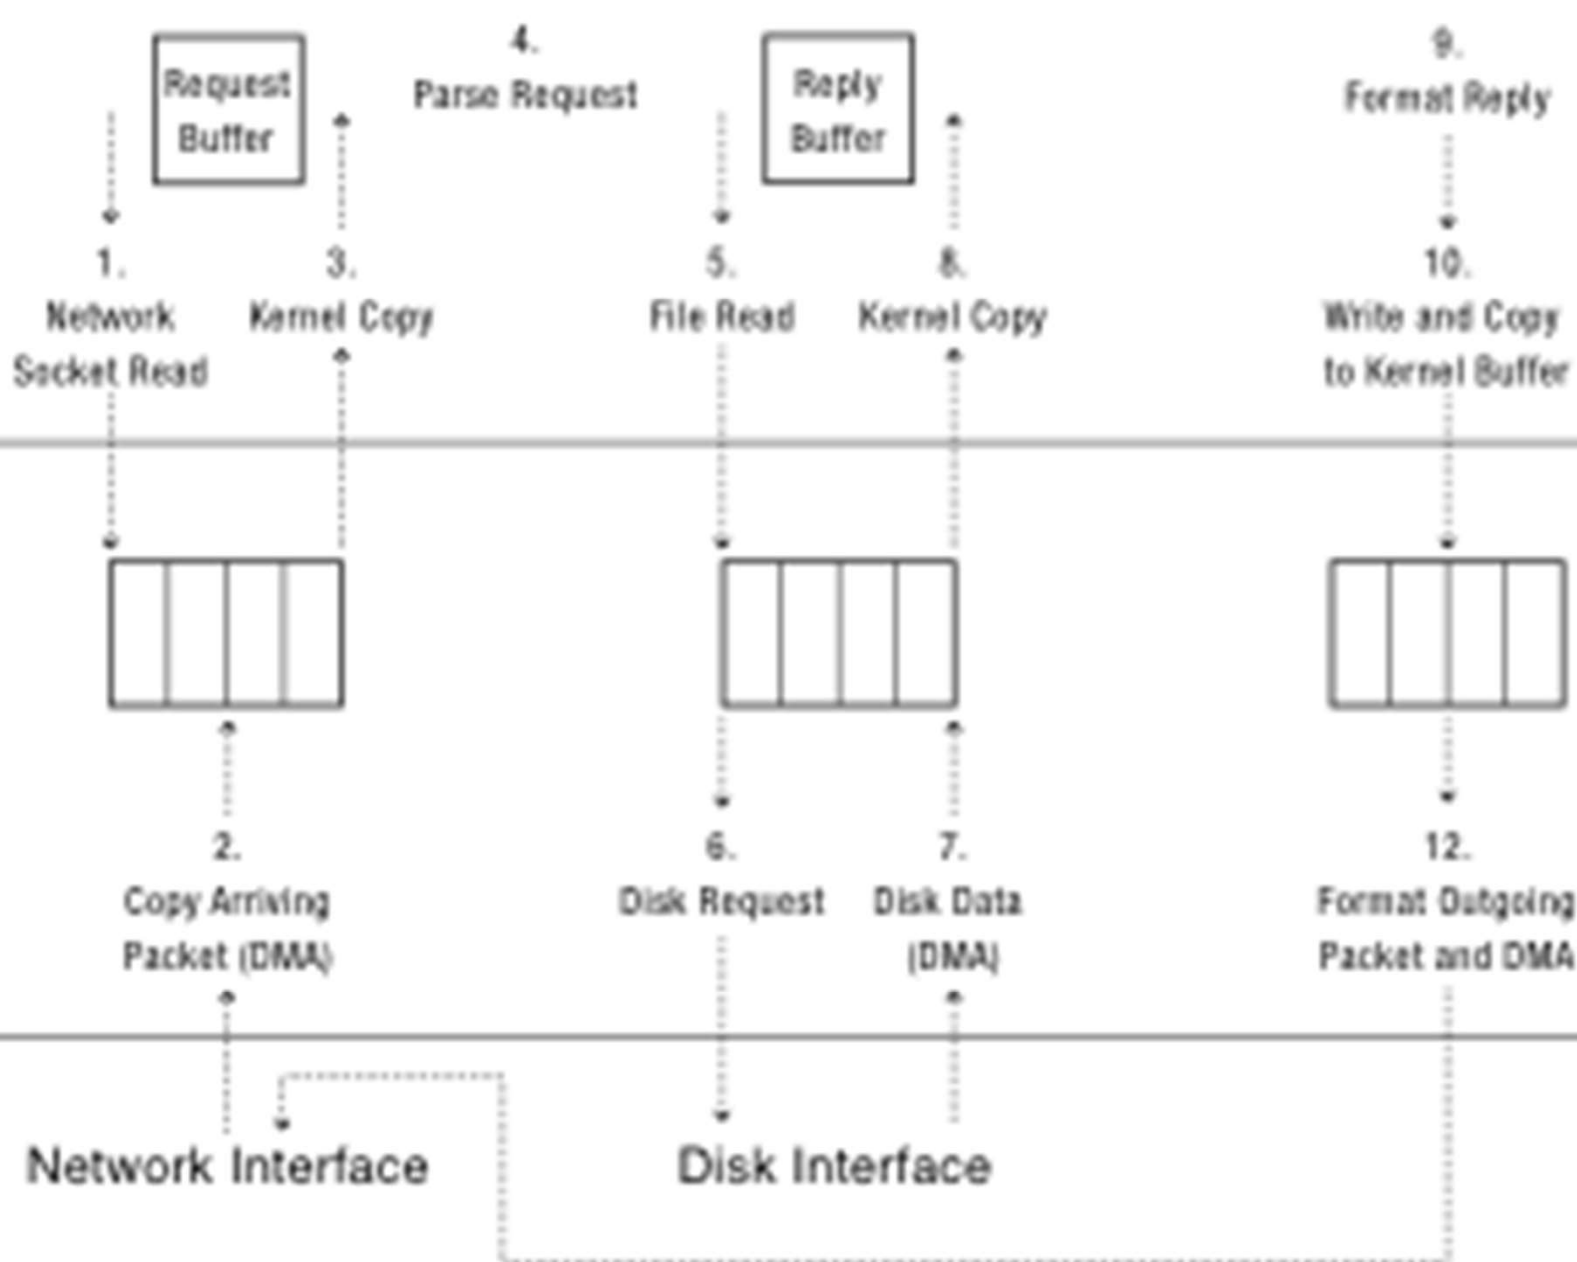 4.
9.
Request
Buffer
Parse Request
Reply
Buffer
Format Reply
1.
3.
5.
8.
10.
Network
Socket Read
Kernel Copy
File Read
Kernel Copy
Write and Copy
to Kernel Buffer
2.
6.
7.
12.
Copy Arriving
Packet (DMA)
Disk Request
Disk Data
(DMA)
Format Outgoing
Packet and DMA
Network Interface
Disk Interface